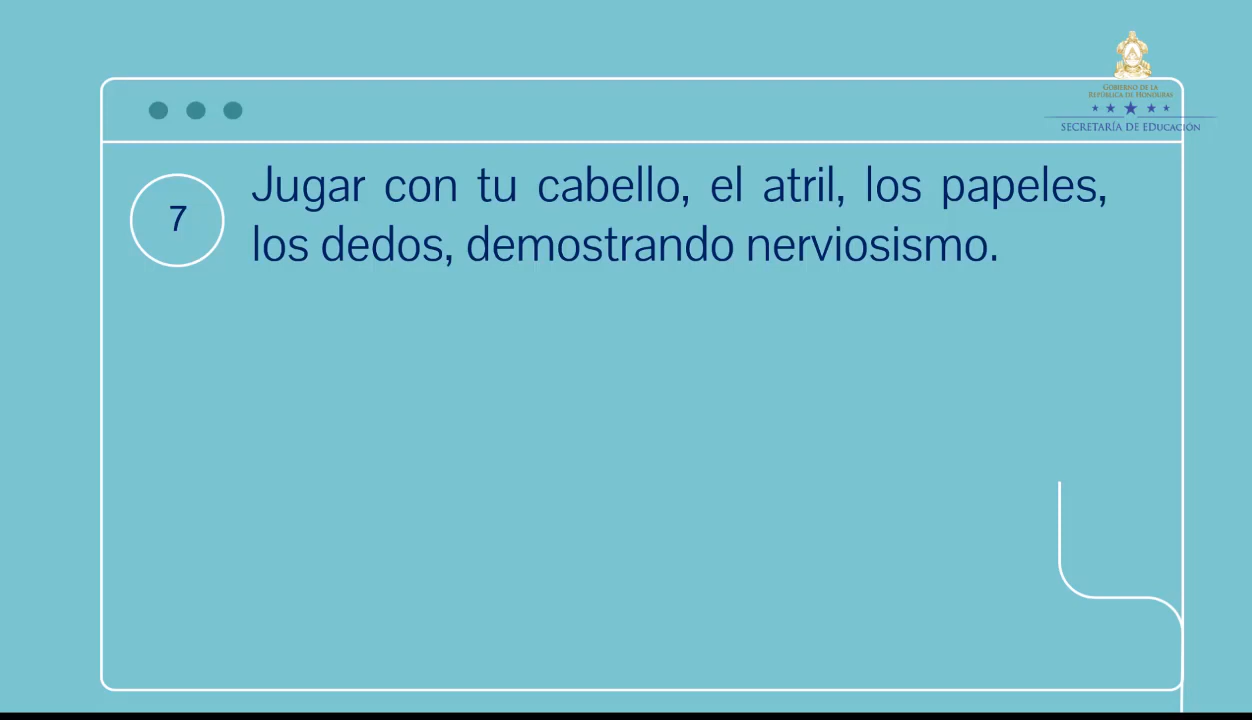 GOBIERNO DE LA
REPÚBLICA DE HONDURAS
SECRETARÍA DE EDUCACIÓN
7
Jugar con tu cabello, el atril, los papeles,
los dedos, demostrando nerviosismo.